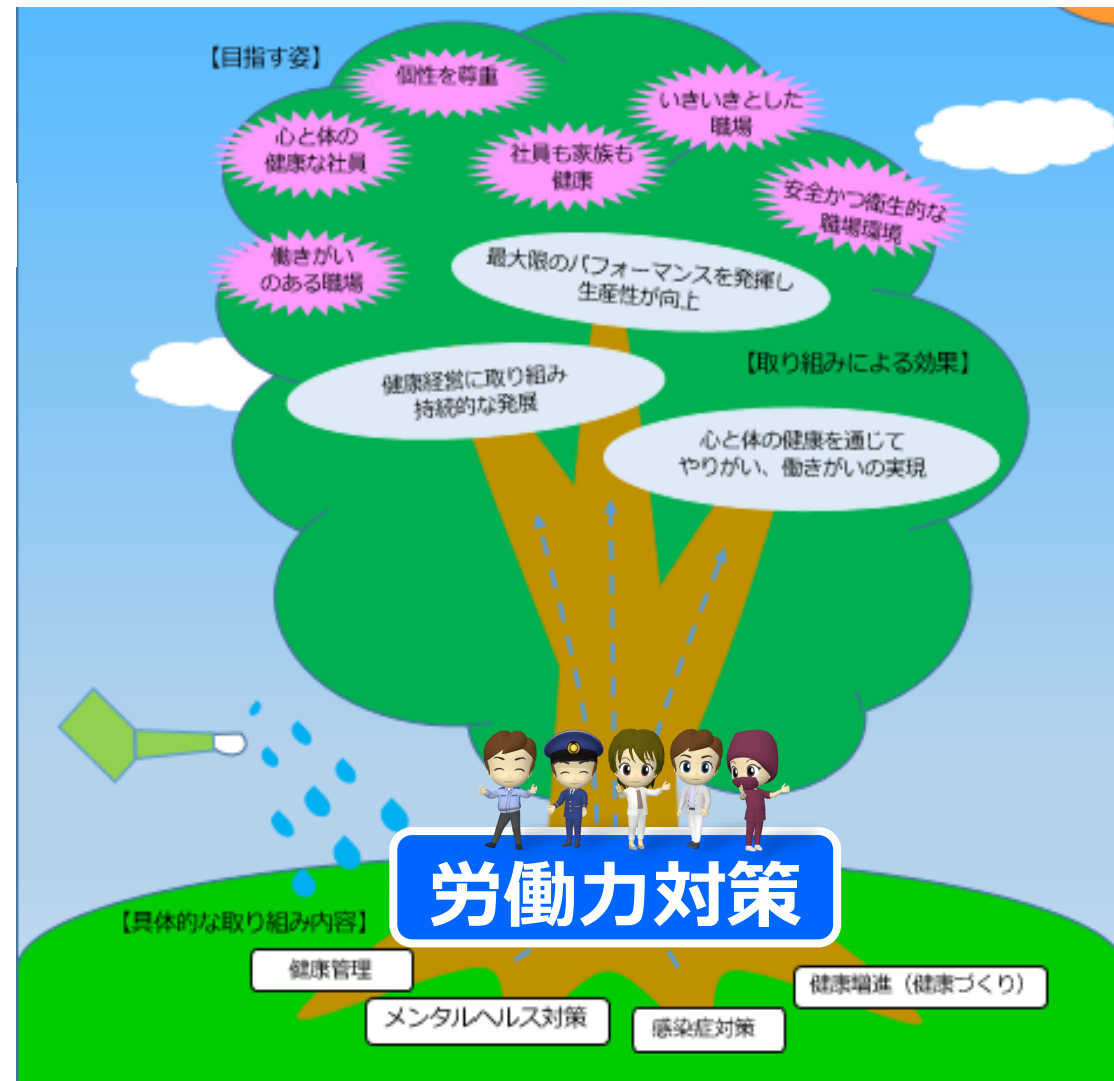 【目指す姿】
個性を尊重
いきいきとした
職場
心と体の
健康な社員
社員も家族も
健康
安全かつ衛生的な
職場環境
働きがい
のある職場
最大限のパフォーマンスを発揮し
生産性が向上
【取り組みによる効果】
健康経営に取り組み
持続的な発展
心と体の健康を通じて
やりがい、働きがいの実現
労働力対策
【具体的な取り組み内容】
健康管理
健康増進（健康づくり）
メンタルヘルス対策
感染症対策